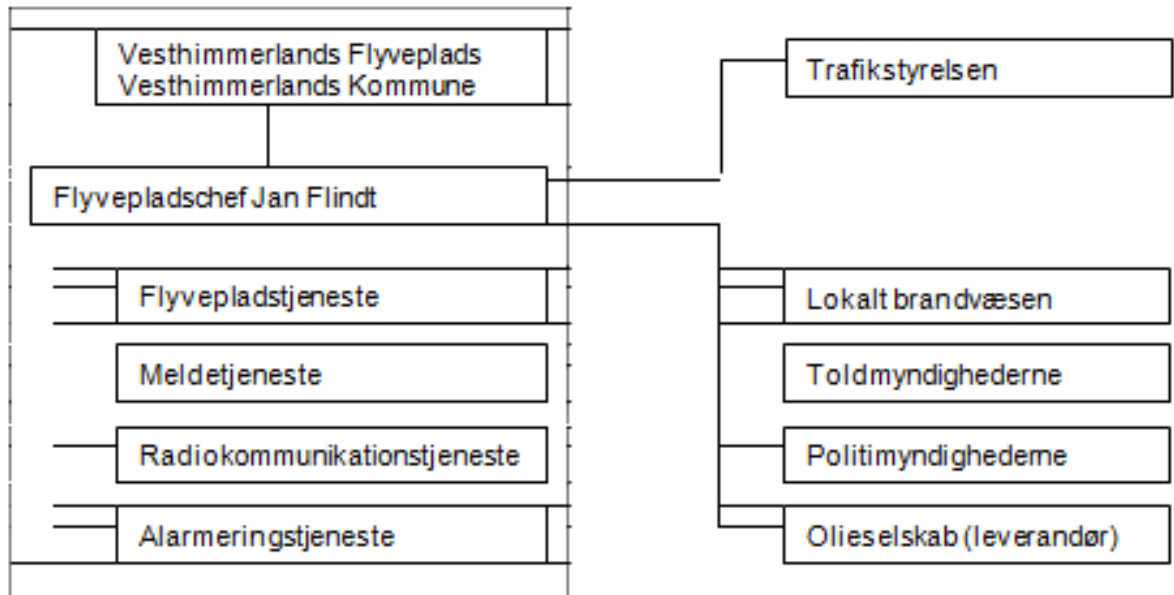 Vesthimmerlands Flyveplads
Vesthimmerlands Kommune
Trafikstyrelsen
Flyvepladschef Jan Flindt
Flyvepladstjeneste
Lokalt brandvæsen
Meldetjeneste
Toldmyndighederne
Radiokommunikationstjeneste
Politimyndighederne
Alarmeringstjeneste
Olieselskab (leverandør)